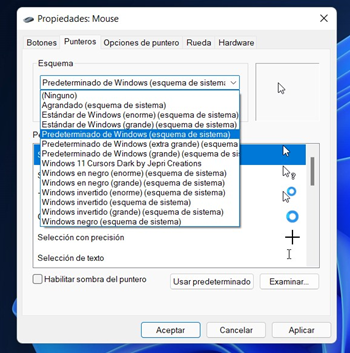 Propiedades: Mouse
Botones Punteros Opciones de puntero Rueda Hardware
Esquema
Predeterminado de Windows (esquema de sistema
(Ninguno)
Agrandado (esquema de sistema)
Estándar de Windows (enorme) (esquema de sistema)
Estándar de Windows (grande) (esquema de sistema)
Predeterminado de Windows (esquema de sistema)
Predeterminado de Windows (extra grande) (esquema
Predeterminado de Windows (grande) (esquema de sis
Windows 11 Cursors Dark by Jepri Creations
Windows en negro (enorme) (esquema de sistema)
Windows en negro (grande) (esquema de sistema)
Windows invertido (enorme) (esquema de sistema)
Windows invertido (esquema de sistema)
Windows invertido (grande) (esquema de sistema)
Windows negro (esquema de sistema)
Selección con precisión
Selección de texto
Habilitar sombra del puntero
Usar predeterminado
Examinar...
Aceptar
Cancelar
Aplicar